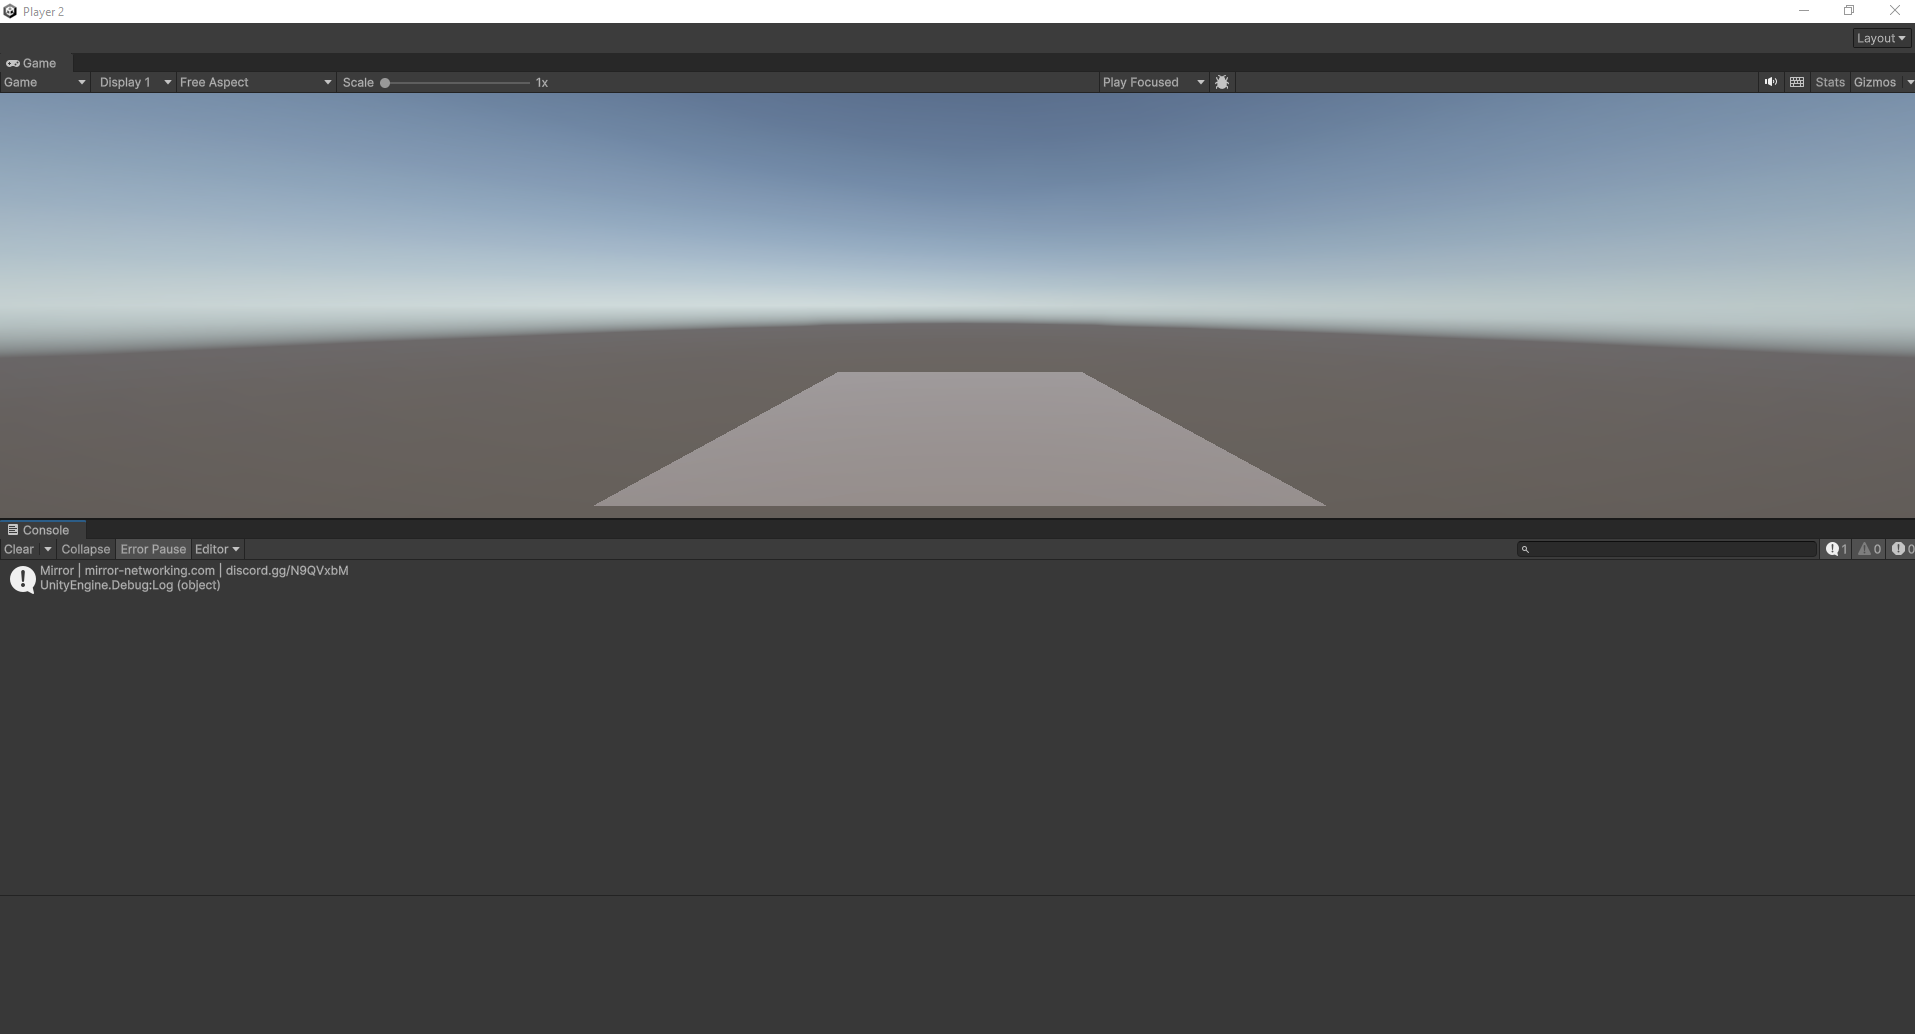 Player 2
Layout
Game
Game Display 1 Free Aspect Scale 1x Play Focused Stats Gizmos
Console
Clear Collapse Error Pause Editor 1 0 0
Mirror | mirror-networking.com | discord.gg/N9QVxbM
UnityEngine.Debug:Log (object)